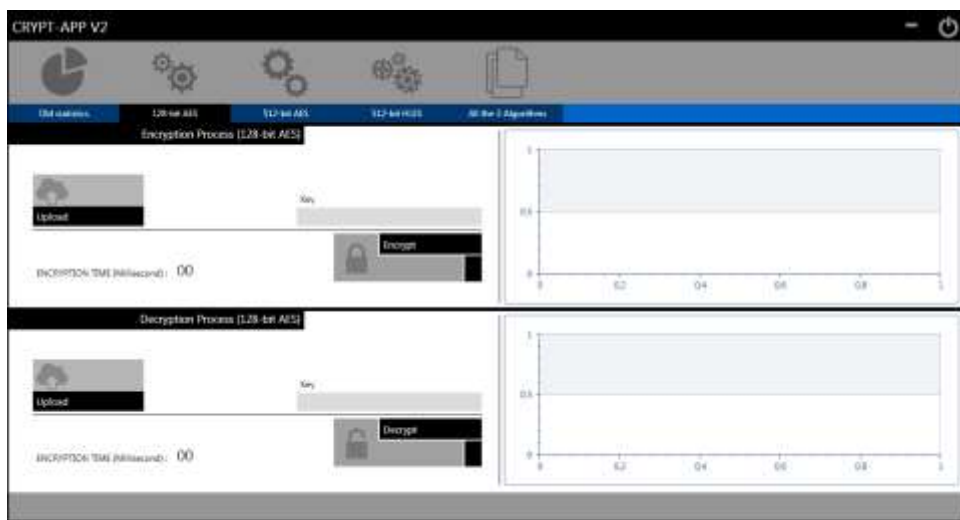 CRYPT-APP V2
Old statistics 128-bit AES 512-bit AES 512-bit All the 3 Algorithms
Encryption Process (128-bit AES)
Upload
Key
Encrypt
ENCRYPTION TIME (Millisecond) : 00
1
0.5
0
0 0.2 0.4 0.6 0.8 1
Decryption Process (128-bit AES)
Upload
Key
Decrypt
ENCRYPTION TIME (Millisecond) : 00
1
0.5
0
0 0.2 0.4 0.6 0.8 1